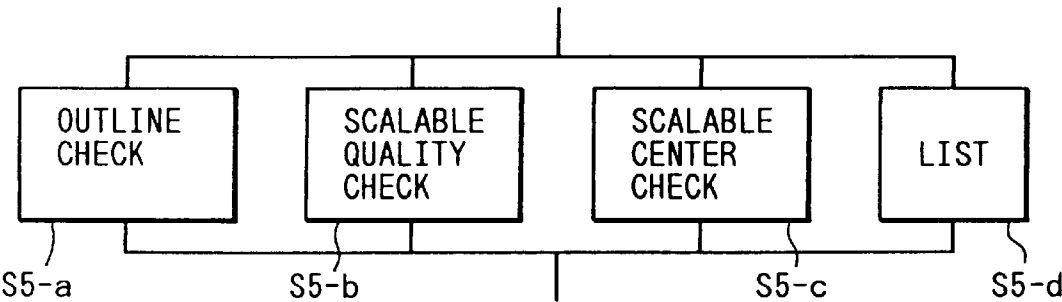 OUTLINE
CHECK
SCALABLE
QUALITY
CHECK
SCALABLE
CENTER
CHECK
LIST
S5-a
S5-b
S5-c
S5-d